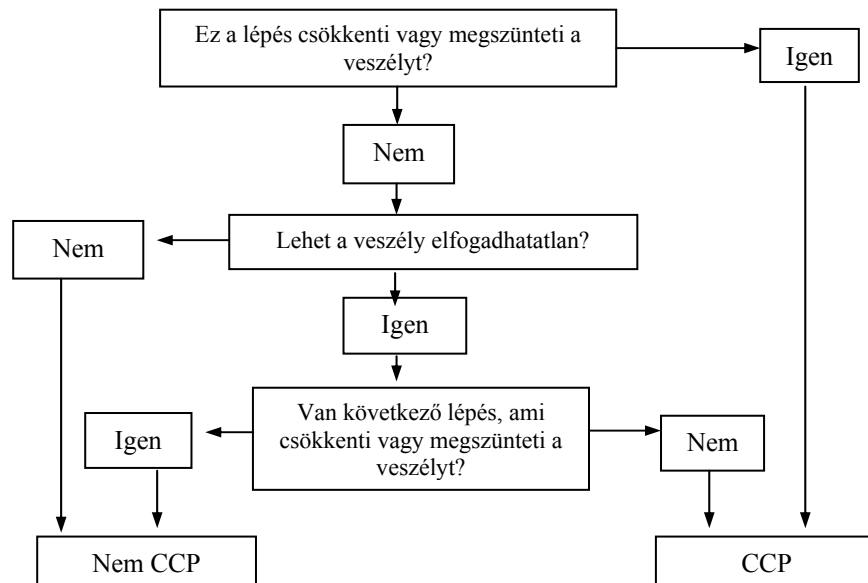 Ez a lépés csökkenti vagy megszünteti a
veszélyt?
Igen
Nem
Nem
Lehet a veszély elfogadhatatlan?
Igen
Igen
Van következő lépés, ami
csökkenti vagy megszünteti a
veszélyt?
Nem
Nem CCP
CCP